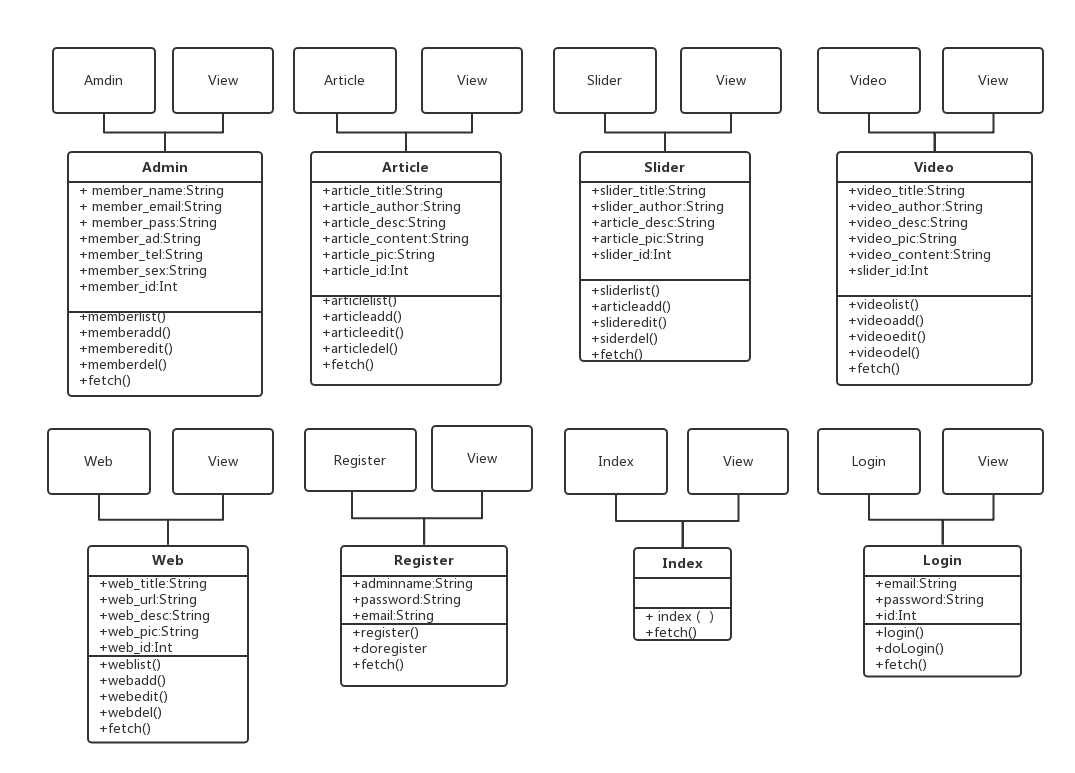 Amdin
View
Article
View
Slider
View
Video
View
Admin
+ member_name:String
+ member_email:String
+ member_pass:String
+member_ad:String
+member_tel:String
+member_sex:String
+member_id:Int
+memberlist()
+memberadd()
+memberedit()
+memberdel()
+fetch()
Article
+article_title:String
+article_author:String
+article_desc:String
+article_content:String
+article_pic:String
+article_id:Int
+articlelist()
+articleadd()
+articleedit()
+articledel()
+fetch()
Slider
+slider_title:String
+slider_author:String
+article_desc:String
+article_pic:String
+slider_id:Int
+sliderlist()
+articleadd()
+slideredit()
+siderdel()
+fetch()
Video
+video_title:String
+video_author:String
+video_desc:String
+video_pic:String
+video_content:String
+slider_id:Int
+videolist()
+videoadd()
+videoedit()
+videodel()
+fetch()
Web
View
Register
View
Index
View
Login
View
Web
+web_title:String
+web_url:String
+web_desc:String
+web_pic:String
+web_id:Int
+weblist()
+webadd()
+webedit()
+webdel()
+fetch()
Register
+adminname:String
+password:String
+email:String
+register()
+doregister
+fetch()
Index
+ index (  )
+fetch()
Login
+email:String
+password:String
+id:Int
+login()
+doLogin()
+fetch()